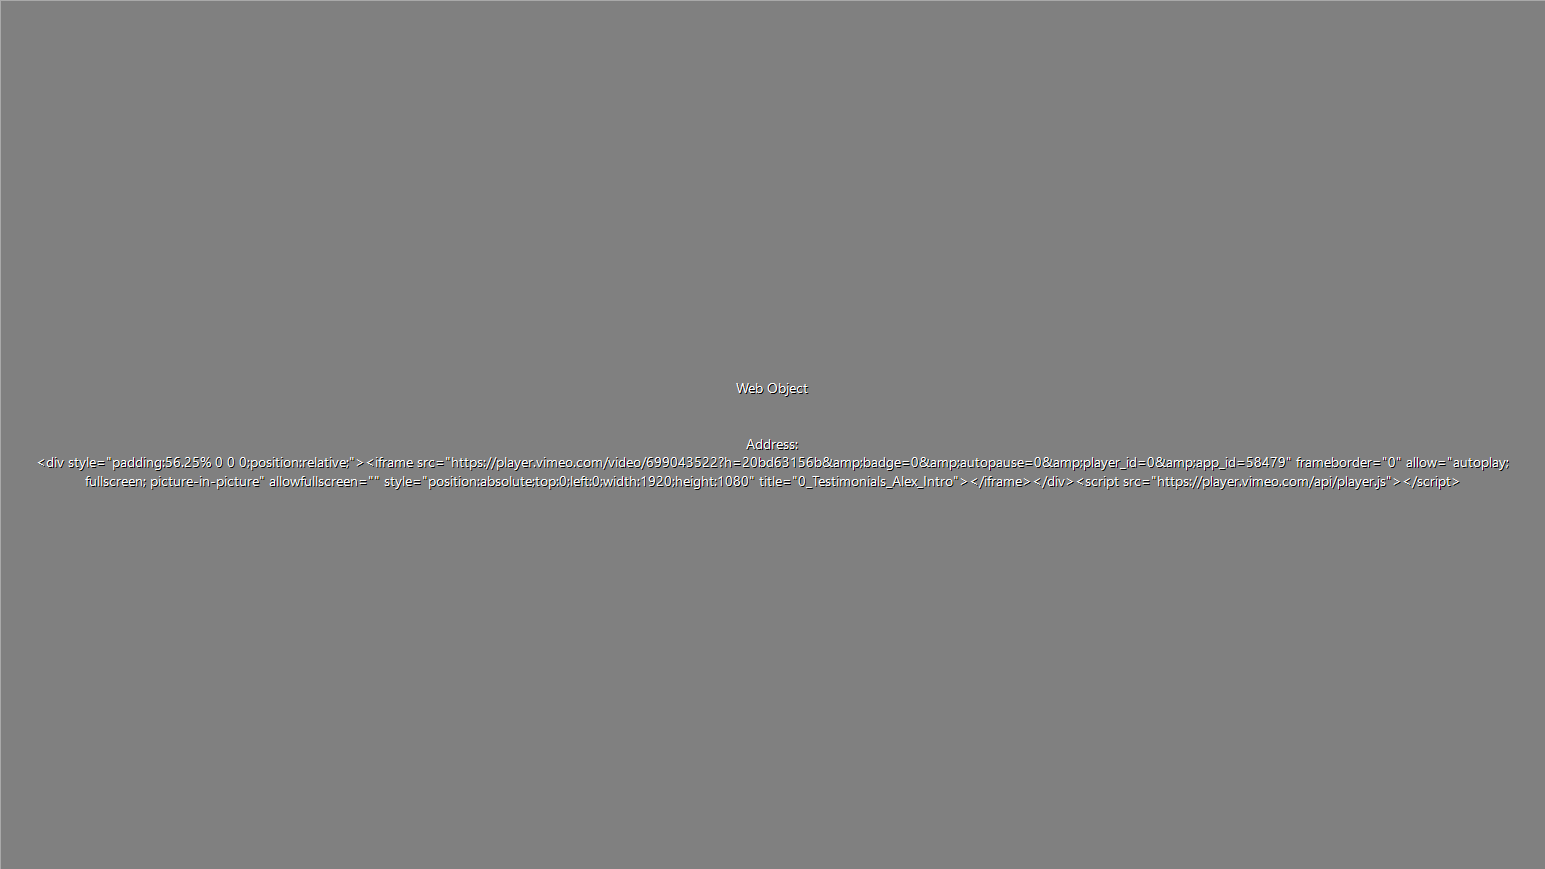 Web Object
Address:
<div style="padding:56.25% 0 0 0;position:relative;"><iframe src="https://player.vimeo.com/video/699043522?h=20bd63156b&amp;badge=0&amp;autopause=0&amp;player_id=0&amp;app_id=58479" frameborder="0" allow="autoplay;
fullscreen; picture-in-picture" allowfullscreen="" style="position:absolute;top:0;left:0;width:1920;height:1080" title="0_Testimonials_Alex_Intro"></iframe></div><script src="https://player.vimeo.com/api/player.js"></script>